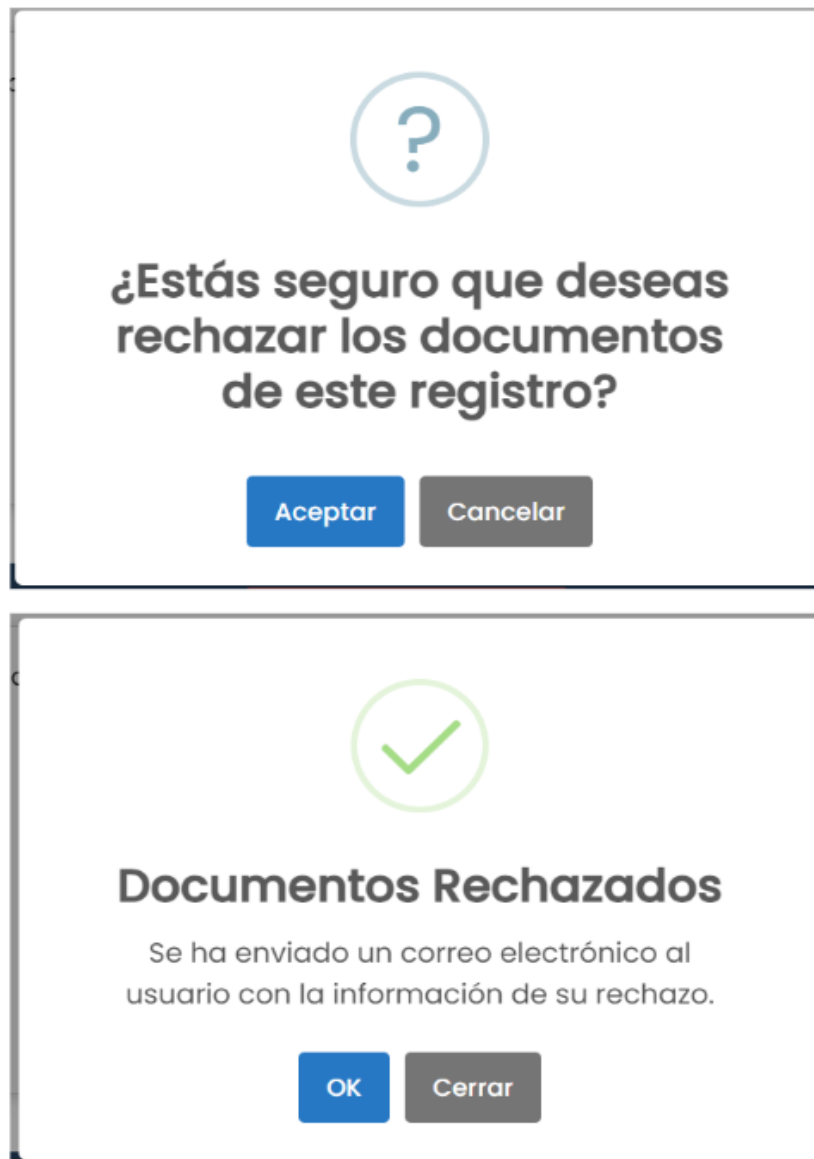 ?
¿Estás seguro que deseas
rechazar los documentos
de este registro?
Aceptar Cancelar
Documentos Rechazados
Se ha enviado un correo electrónico al
usuario con la información de su rechazo.
OK Cerrar